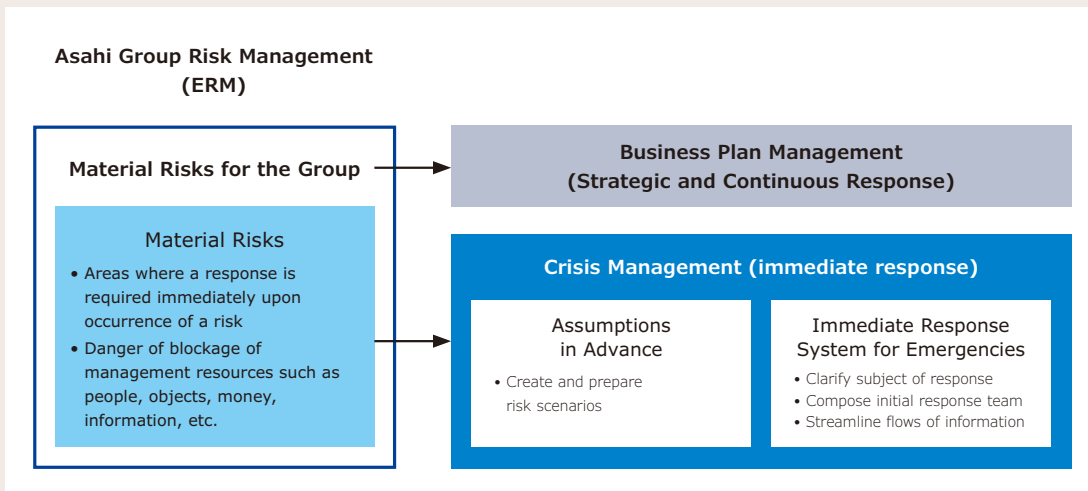 Asahi Group Risk Management
(ERM)
Material Risks for the Group
Material Risks
• Areas where a response is
required immediately upon
occurrence of a risk
• Danger of blockage of
management resources such as
people, objects, money,
information, etc.
Business Plan Management
(Strategic and Continuous Response)
Crisis Management (immediate response)
Assumptions
in Advance
• Create and prepare
risk scenarios
Immediate Response
System for Emergencies
• Clarify subject of response
• Compose initial response team
• Streamline flows of information